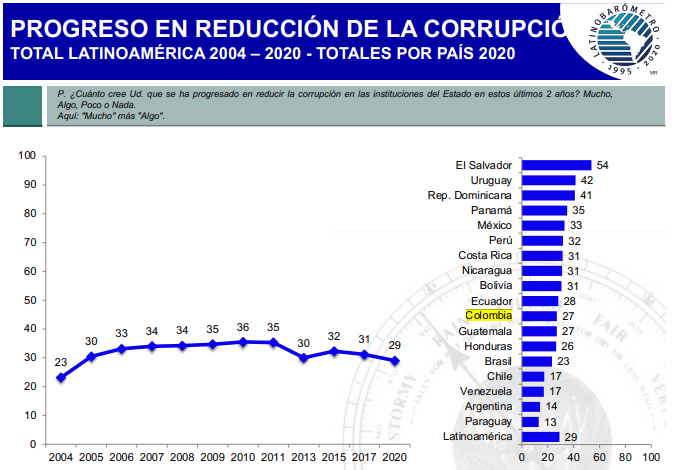 PROGRESO EN REDUCCIÓN DE LA CORRUPCIÓ
TOTAL LATINOAMÉRICA 2004 – 2020 - TOTALES POR PAÍS 2020
LATINOBARÓMETRO
1995 - 2020
MR
P. ¿Cuánto cree Ud. que se ha progresado en reducir la corrupción en las instituciones del Estado en estos últimos 2 años? Mucho,
Algo, Poco o Nada.
Aquí: "Mucho" más "Algo".
100
90
80
70
60
50
40
30
20
10
0
23
30
33
34
34
35
36
35
30
32
31
29
2004 2005 2006 2007 2008 2009 2010 2011 2013 2015 2017 2020
El Salvador 54
Uruguay 42
Rep. Dominicana 41
Panamá 35
México 33
Perú 32
Costa Rica 31
Nicaragua 31
Bolivia 31
Ecuador 28
Colombia 27
Guatemala 27
Honduras 26
Brasil 23
Chile 17
Venezuela 17
Argentina 14
Paraguay 13
Latinoamérica 29
0 20 40 60 80 100
STORMY
FAIR